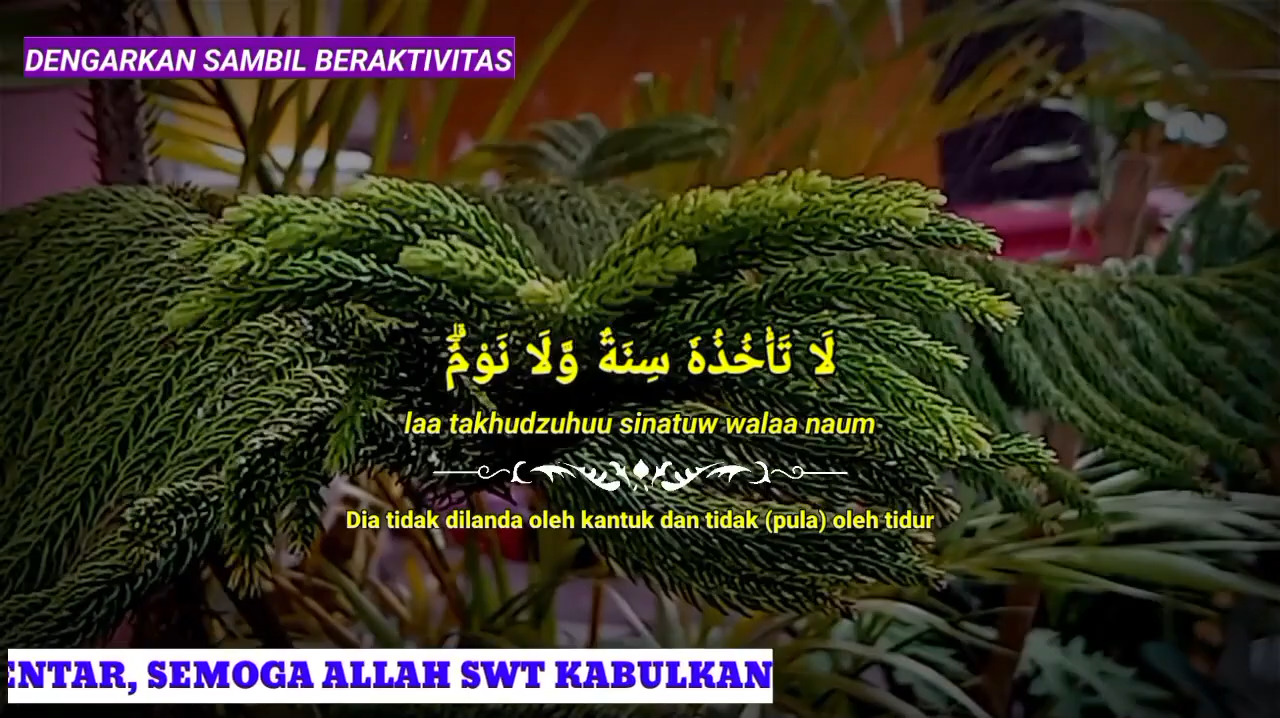 DENGARKAN SAMBIL BERAKTIVITAS
لَا تَأْخُذُهٗ سِنَةٌ وَّلَا نَوْمٌۗ
laa takhudzuhuu sinatuw walaa naum
Dia tidak dilanda oleh kantuk dan tidak (pula) oleh tidur
ENTAR, SEMOGA ALLAH SWT KABULKAN